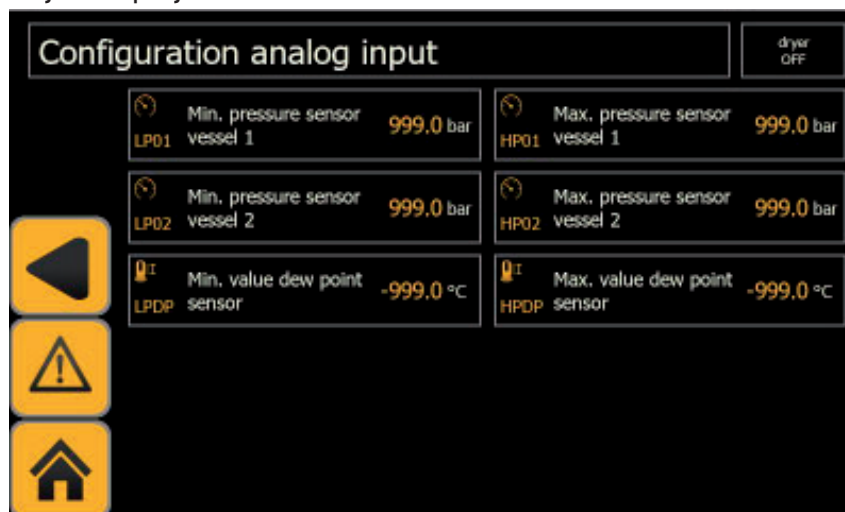 Configuration analog input
dryer
OFF
Min. pressure sensor
LP01 vessel 1
999.0 bar
Max. pressure sensor
HP01 vessel 1
999.0 bar
Min. pressure sensor
LP02 vessel 2
999.0 bar
Max. pressure sensor
HP02 vessel 2
999.0 bar
Min. value dew point
LPDP sensor
-999.0 °C
Max. value dew point
HPDP sensor
-999.0 °C